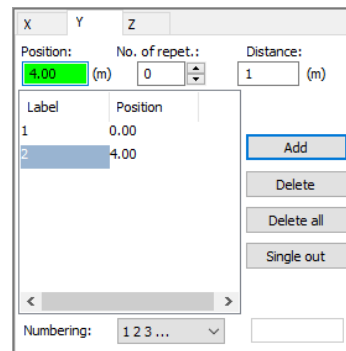 X Y Z
Position: No. of repet.: Distance:
4.00 (m) 0 1 (m)
Label Position
1 0.00
2 4.00
Add
Delete
Delete all
Single out
Numbering: 1 2 3 ...